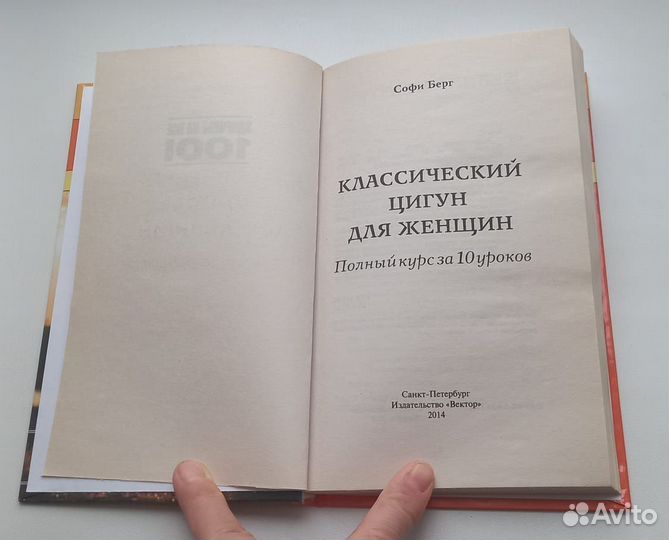 Софи Берг
КЛАССИЧЕСКИЙ
ЦИГУН
ДЛЯ ЖЕНЩИН
Полный курс за 10 уроков
Санкт-Петербург
Издательство «Вектор»
2014
Avito